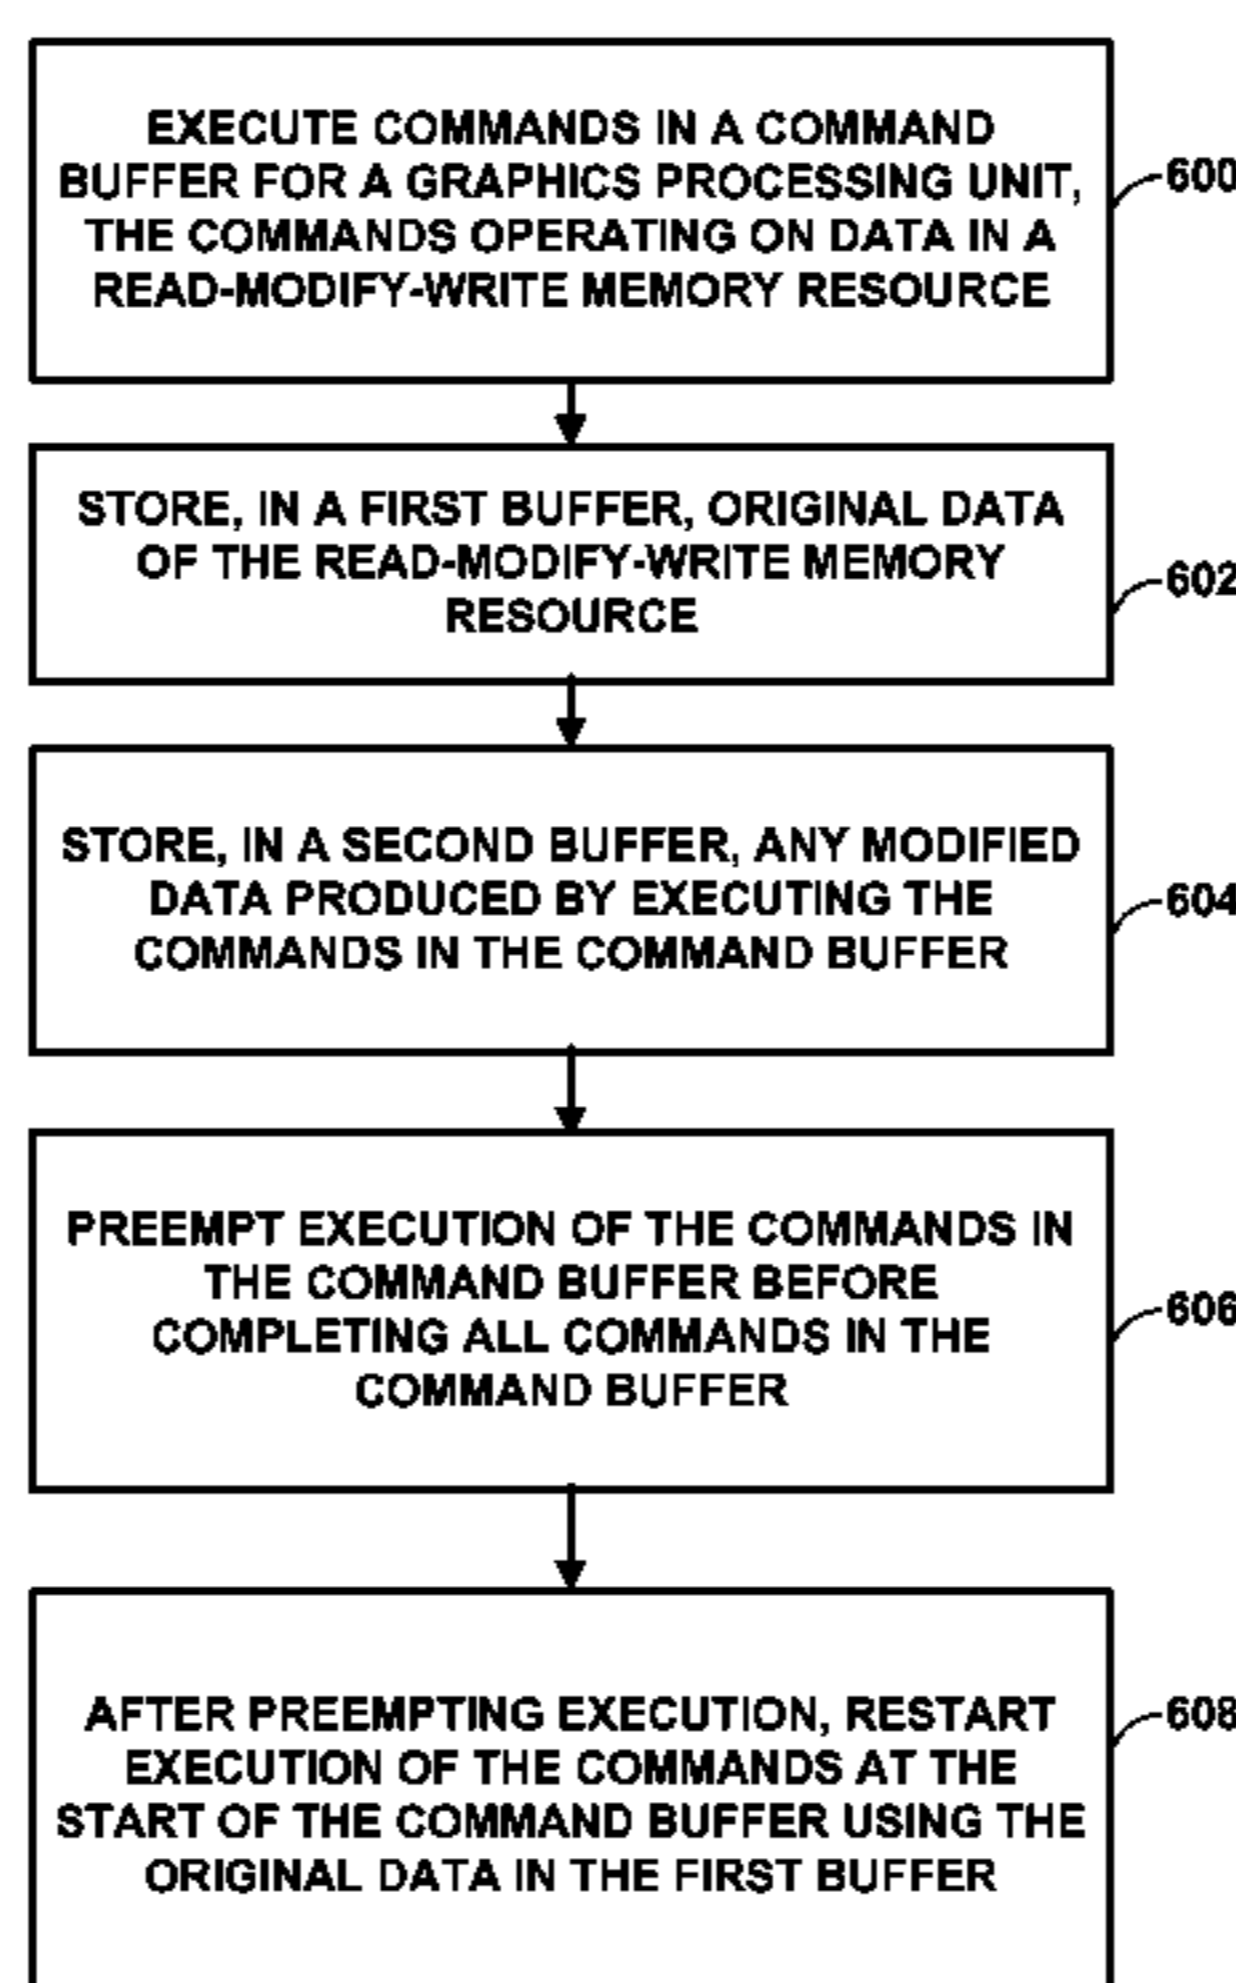 EXECUTE COMMANDS IN A COMMAND
BUFFER FOR A GRAPHICS PROCESSING UNIT,
THE COMMANDS OPERATING ON DATA IN A
READ-MODIFY-WRITE MEMORY RESOURCE
600
STORE, IN A FIRST BUFFER, ORIGINAL DATA
OF THE READ-MODIFY-WRITE MEMORY
RESOURCE
602
STORE, IN A SECOND BUFFER, ANY MODIFIED
DATA PRODUCED BY EXECUTING THE
COMMANDS IN THE COMMAND BUFFER
604
PREEMPT EXECUTION OF THE COMMANDS IN
THE COMMAND BUFFER BEFORE
COMPLETING ALL COMMANDS IN THE
COMMAND BUFFER
606
AFTER PREEMPTING EXECUTION, RESTART
EXECUTION OF THE COMMANDS AT THE
START OF THE COMMAND BUFFER USING THE
ORIGINAL DATA IN THE FIRST BUFFER
608